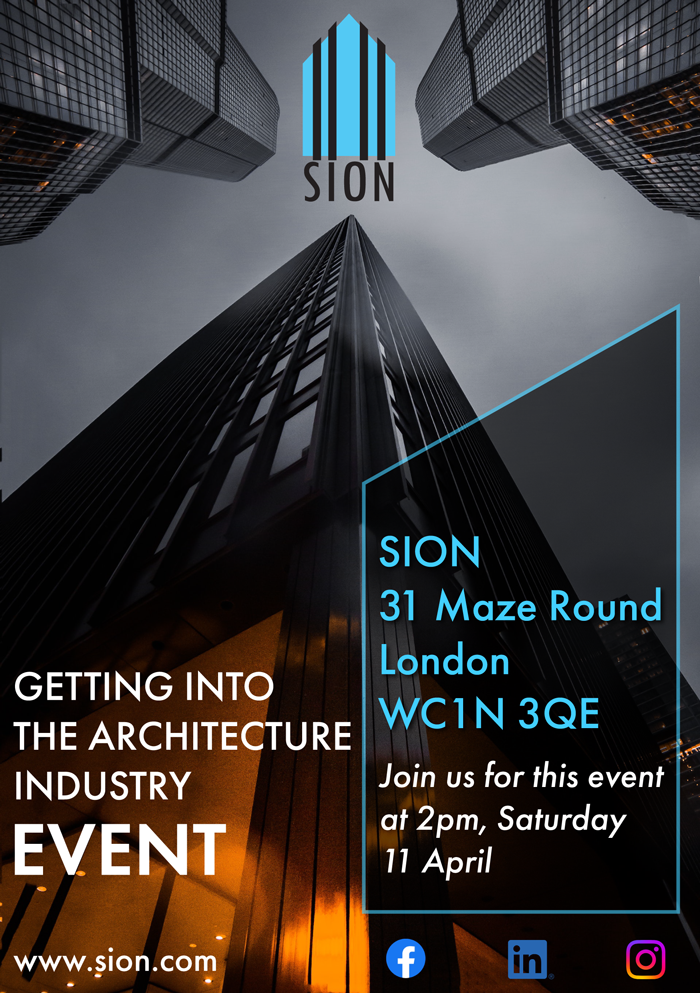 SION
SION
31 Maze Round
London
WC1N 3QE
GETTING INTO
THE ARCHITECTURE
INDUSTRY
EVENT
Join us for this event
at 2pm, Saturday
11 April
www.sion.com
in